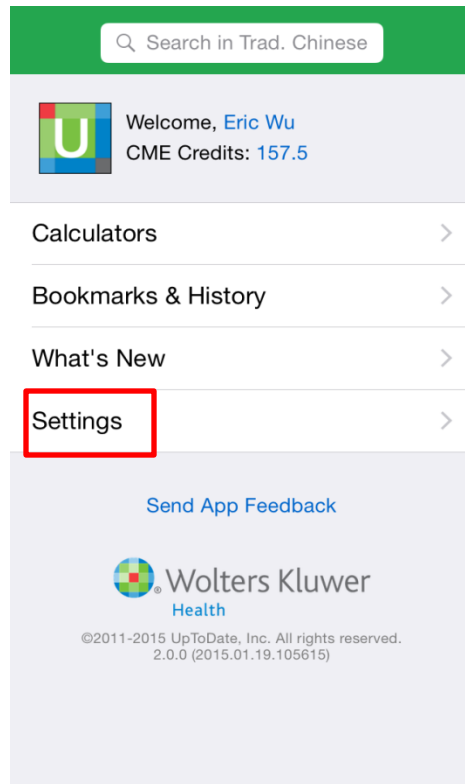 Search in Trad. Chinese
U
Welcome, Eric Wu
CME Credits: 157.5
Calculators
Bookmarks & History
What's New
Settings
Send App Feedback
Wolters Kluwer
Health
©2011-2015 UpToDate, Inc. All rights reserved.
2.0.0 (2015.01.19.105615)